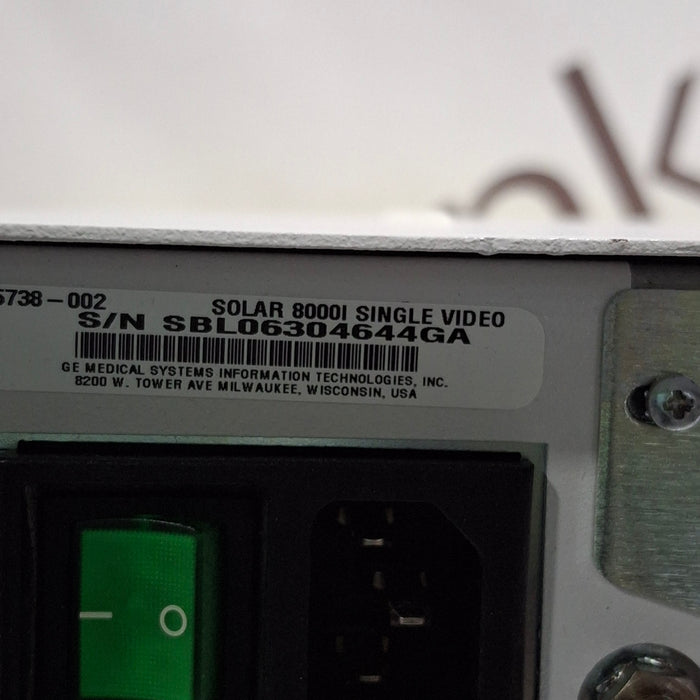 5738-002 SOLAR 8000I SINGLE VIDEO
S/N SBL06304644GA
GE MEDICAL SYSTEMS INFORMATION TECHNOLOGIES, INC.
8200 W. TOWER AVE MILWAUKEE, WISCONSIN, USA
| O